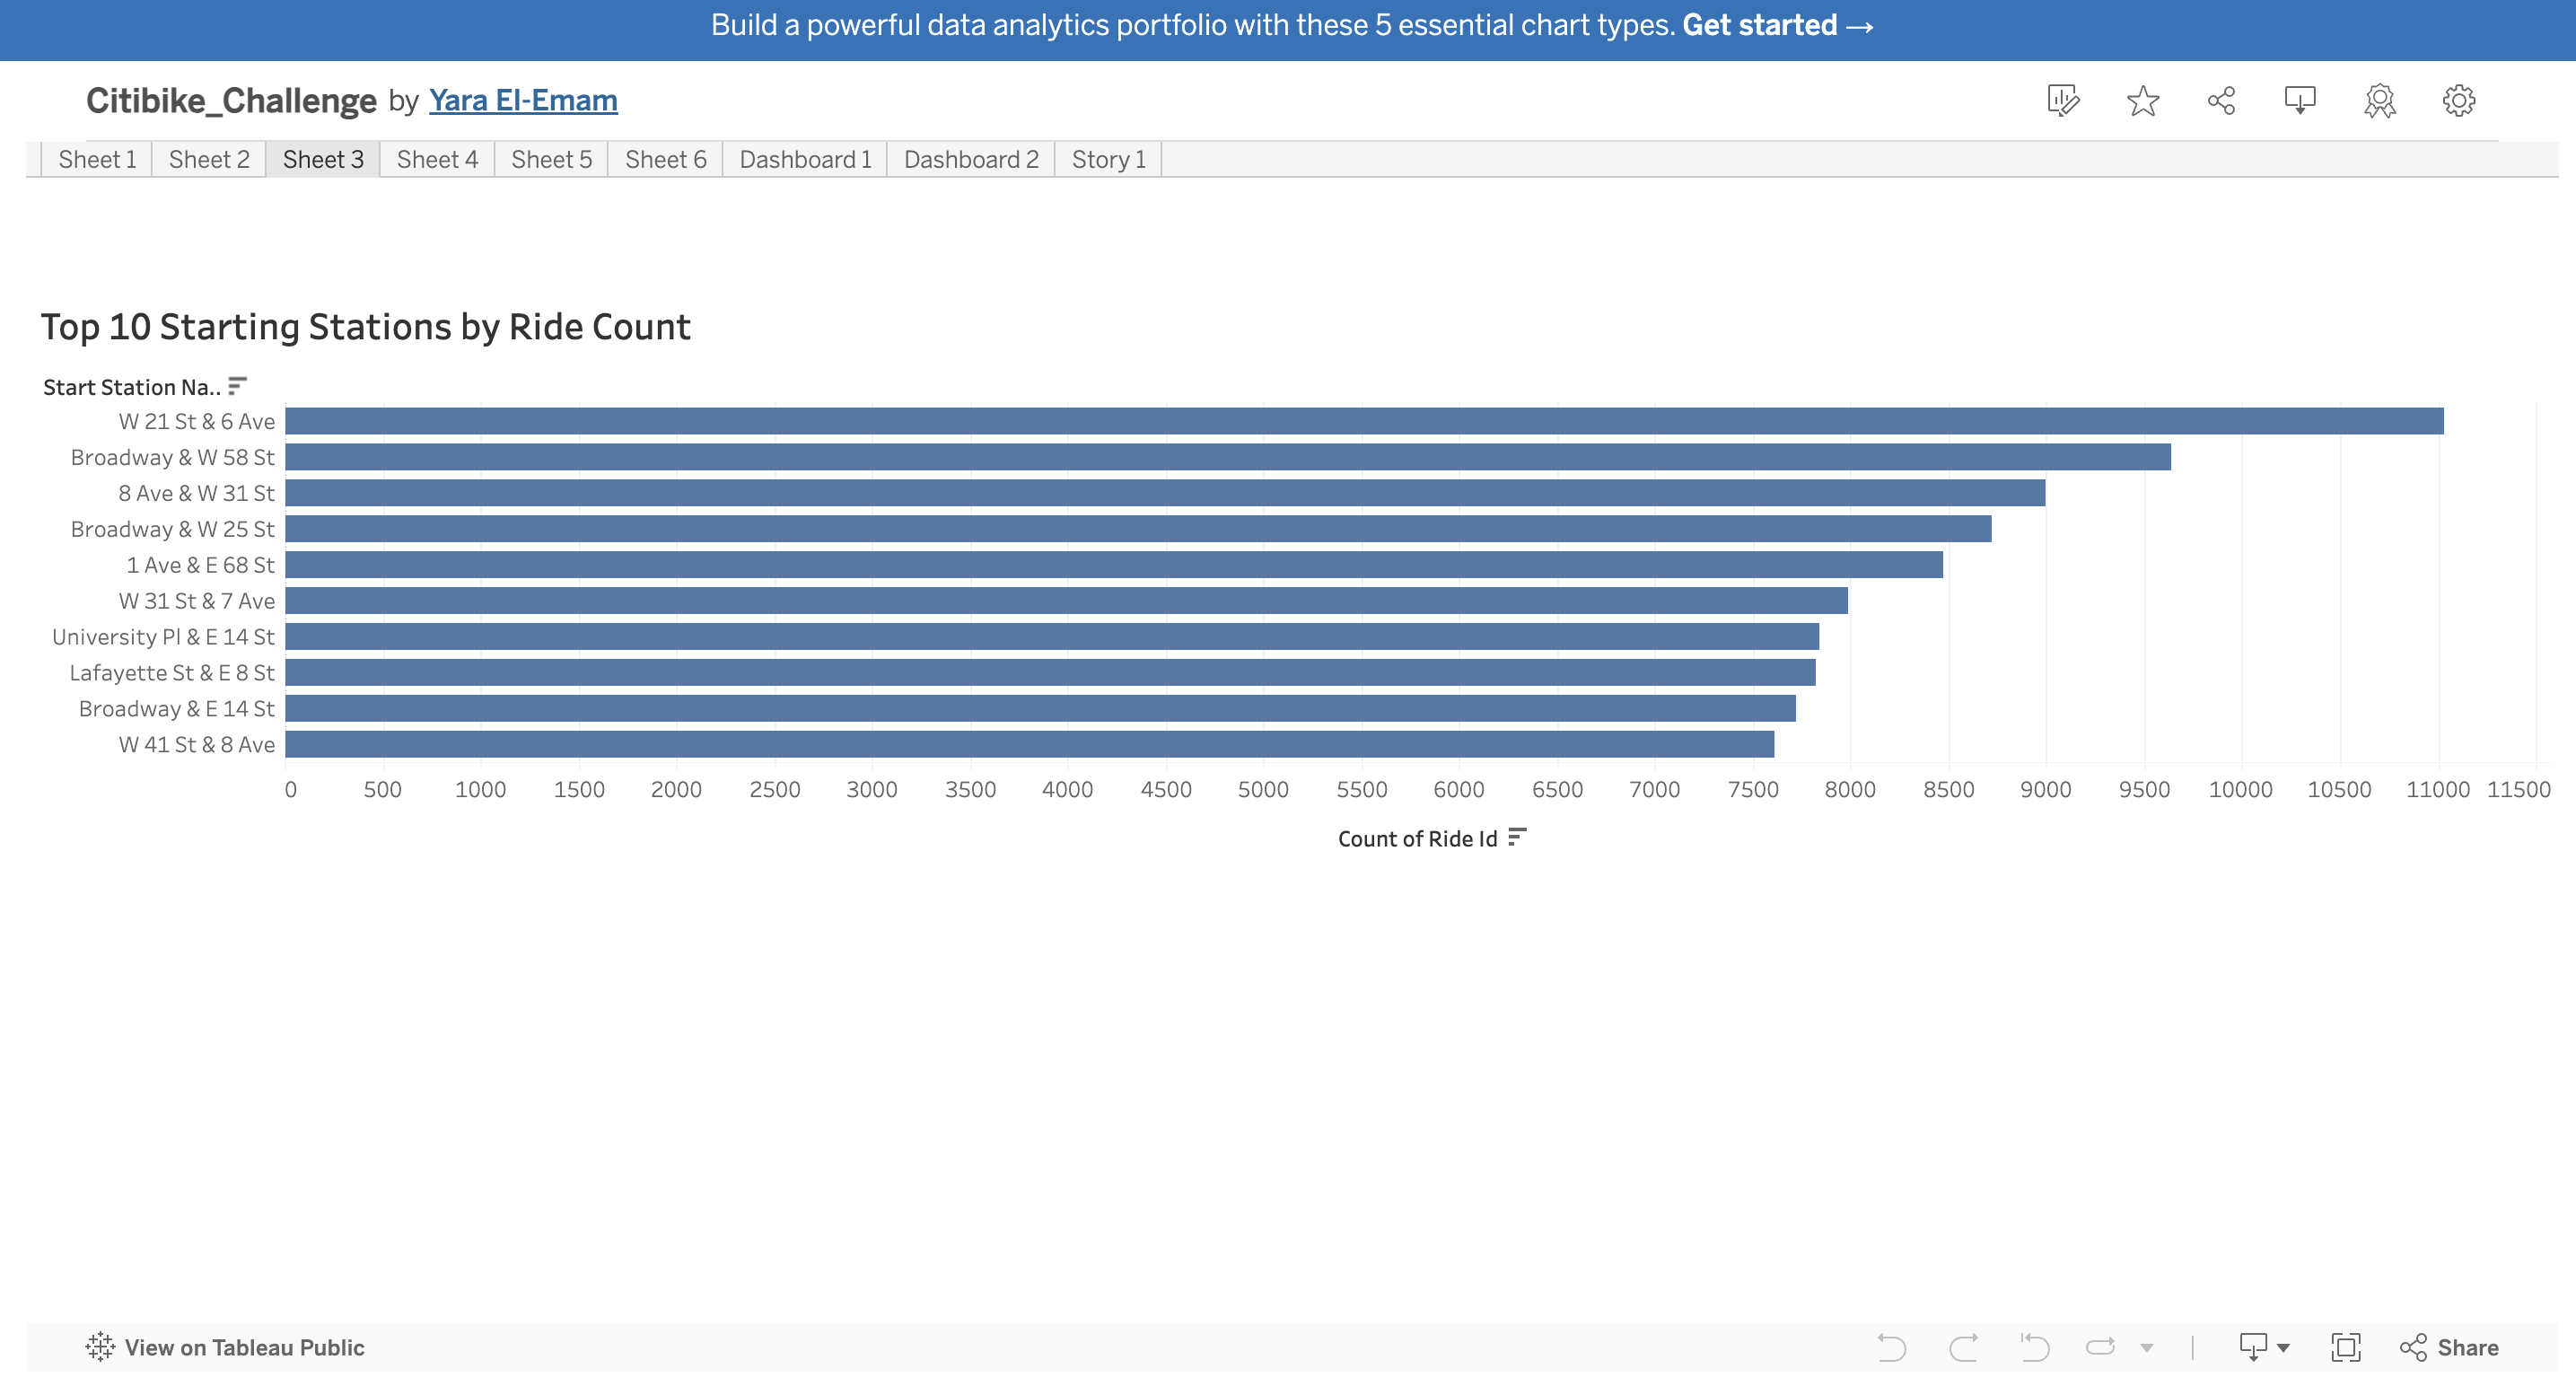 Build a powerful data analytics portfolio with these 5 essential chart types. Get started →
Citibike_Challenge by Yara El-Emam
Sheet 1 Sheet 2 Sheet 3 Sheet 4 Sheet 5 Sheet 6 Dashboard 1 Dashboard 2 Story 1
Top 10 Starting Stations by Ride Count
Start Station Na..
W 21 St & 6 Ave
Broadway & W 58 St
8 Ave & W 31 St
Broadway & W 25 St
1 Ave & E 68 St
W 31 St & 7 Ave
University Pl & E 14 St
Lafayette St & E 8 St
Broadway & E 14 St
W 41 St & 8 Ave
0 500 1000 1500 2000 2500 3000 3500 4000 4500 5000 5500 6000 6500 7000 7500 8000 8500 9000 9500 10000 10500 11000 11500
Count of Ride Id
View on Tableau Public
Share